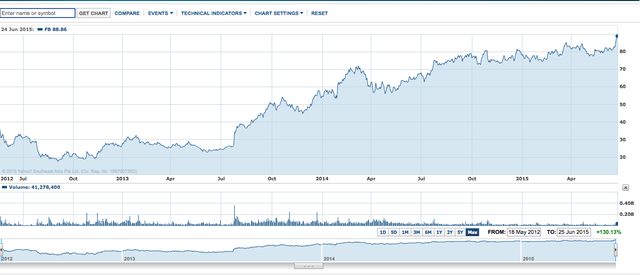 Enter name or symbol GET CHART COMPARE EVENTS TECHNICAL INDICATORS CHART SETTINGS RESET
24 Jun 2015: FB 88.86
80
70
60
50
40
30
20
2012 Jul Oct 2013 Apr Jul Oct 2014 Apr Jul Oct 2015 Apr
Volume: 41,278,400
0.40B
0.20B
1D 5D 1M 3M 6M 1Y 2Y 5Y Max FROM: 18 May 2012 TO: 25 Jun 2015 +130.13%
2012 2013 2014 2015